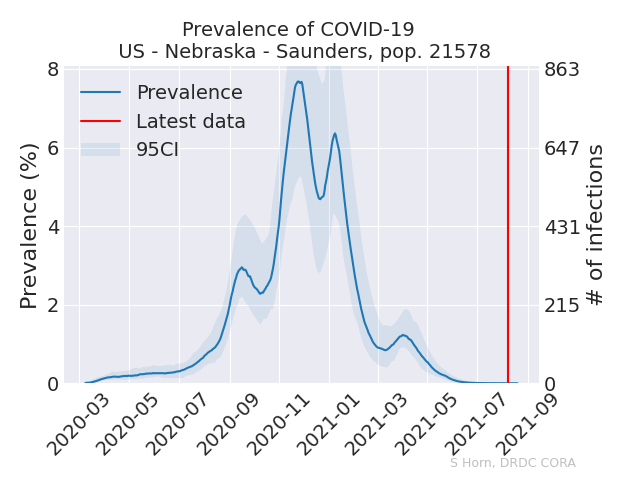 Prevalence of COVID-19
US - Nebraska - Saunders, pop. 21578
Prevalence
Latest data
95CI
Prevalence (%)
8
6
4
2
0
# of infections
863
647
431
215
0
2020-03
2020-05
2020-07
2020-09
2020-11
2021-01
2021-03
2021-05
2021-07
2021-09
S Horn, DRDC CORA